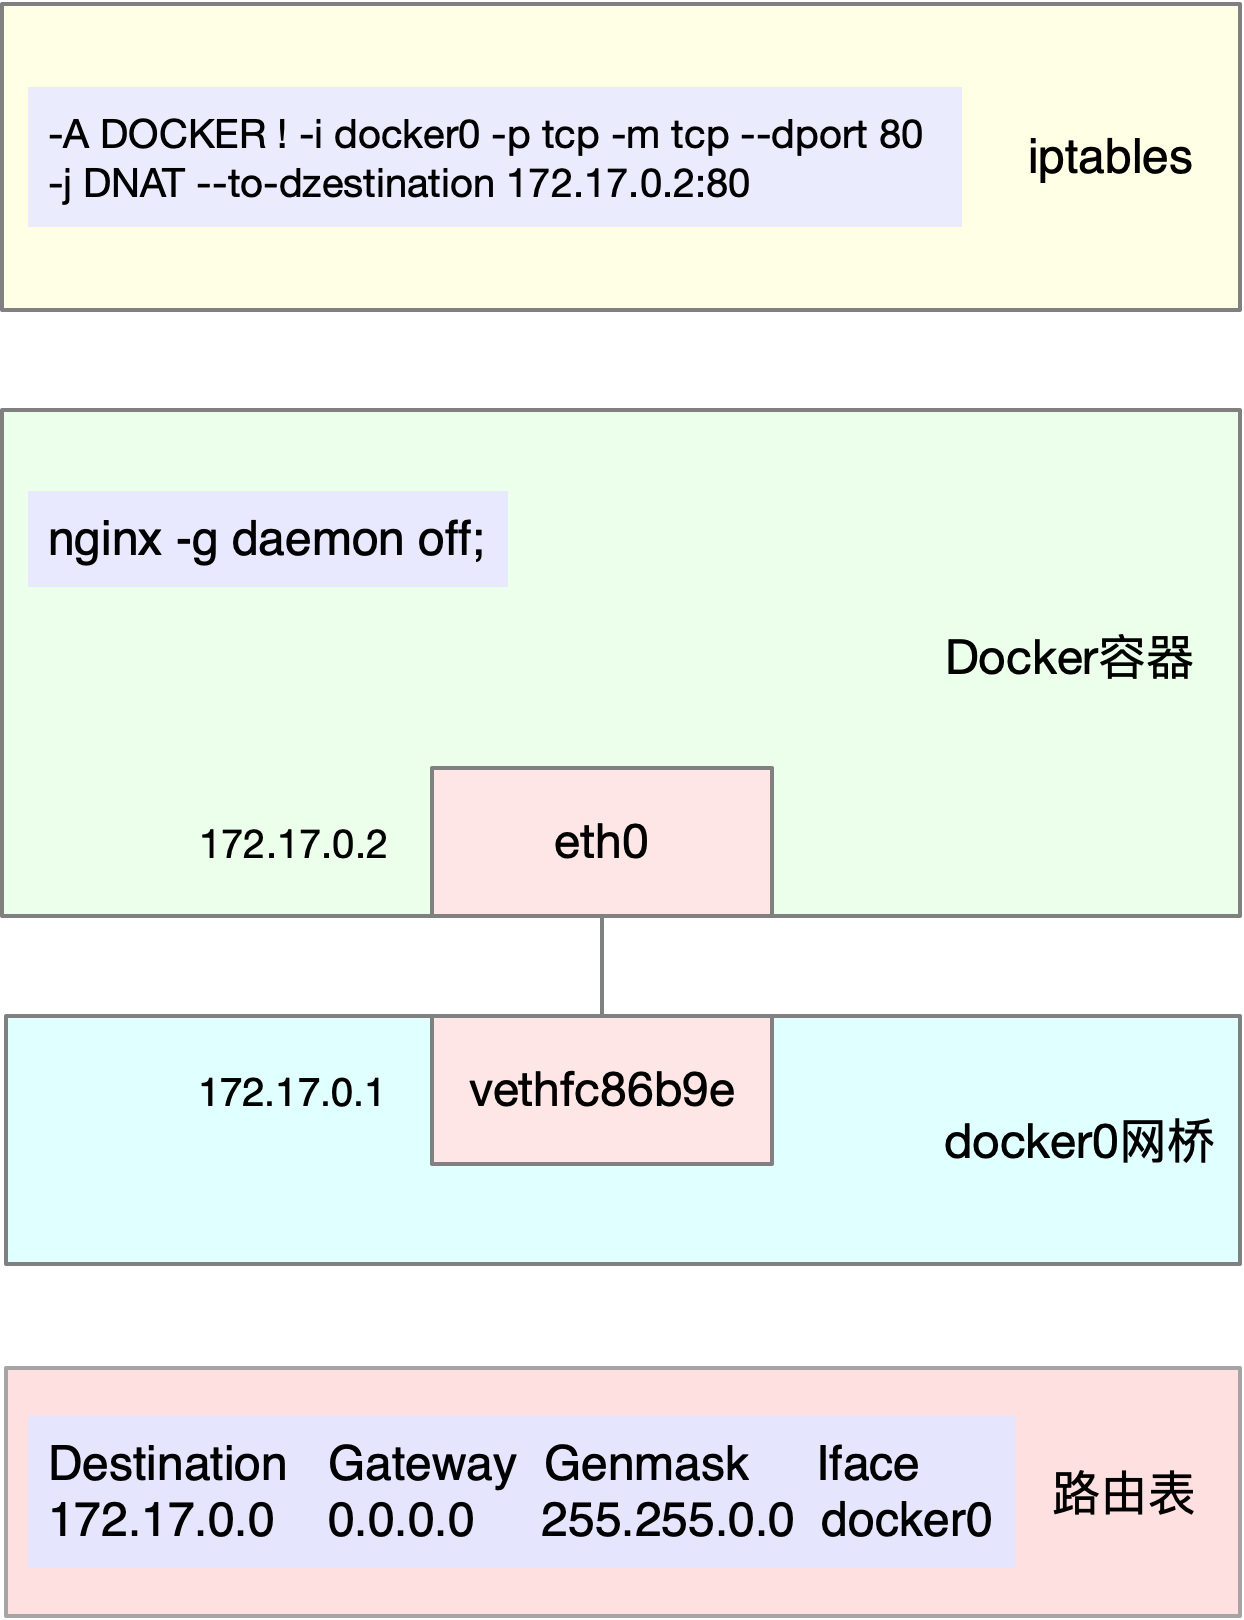 -A DOCKER ! -i docker0 -p tcp -m tcp --dport 80
-j DNAT --to-dzestination 172.17.0.2:80
iptables
nginx -g daemon off;
Docker容器
172.17.0.2
eth0
172.17.0.1
vethfc86b9e
docker0网桥
Destination Gateway Genmask Iface
172.17.0.0 0.0.0.0 255.255.0.0 docker0
路由表